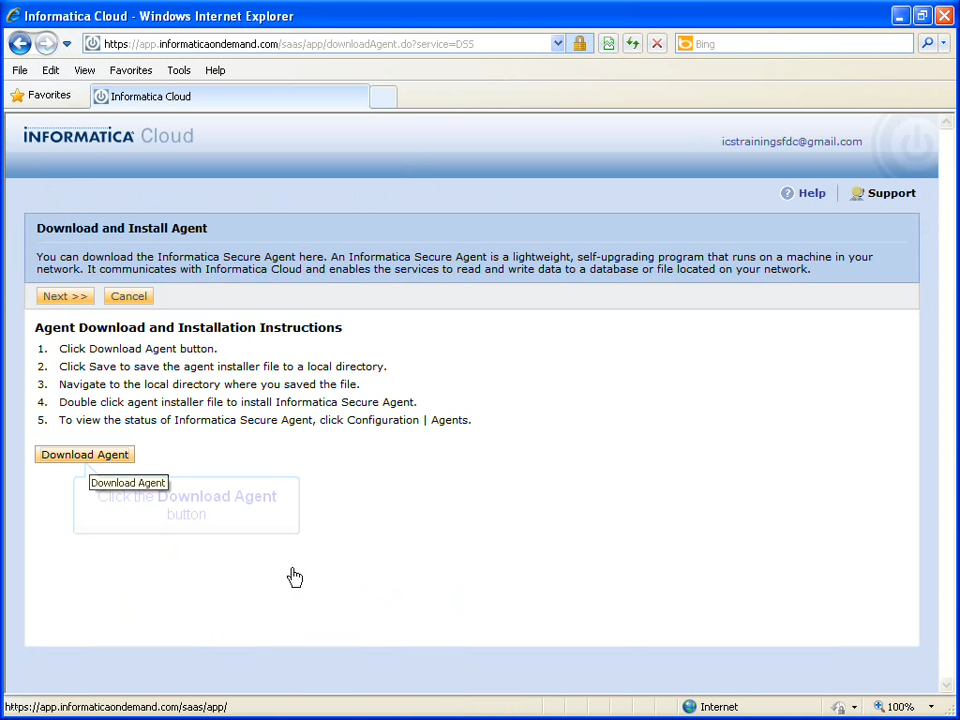 Informatica Cloud - Windows Internet Explorer
https://app.informaticaondemand.com/saas/app/downloadAgent.do?service=DSS
Bing
File Edit View Favorites Tools Help
Favorites
Informatica Cloud
INFORMATICA Cloud
icstrainingsfdc@gmail.com
Help
Support
Download and Install Agent
You can download the Informatica Secure Agent here. An Informatica Secure Agent is a lightweight, self-upgrading program that runs on a machine in your
network. It communicates with Informatica Cloud and enables the services to read and write data to a database or file located on your network.
Next >> Cancel
Agent Download and Installation Instructions
1. Click Download Agent button.
2. Click Save to save the agent installer file to a local directory.
3. Navigate to the local directory where you saved the file.
4. Double click agent installer file to install Informatica Secure Agent.
5. To view the status of Informatica Secure Agent, click Configuration | Agents.
Download Agent
Download Agent
Click the Download Agent
button
https://app.informaticaondemand.com/saas/app/
Internet
100%